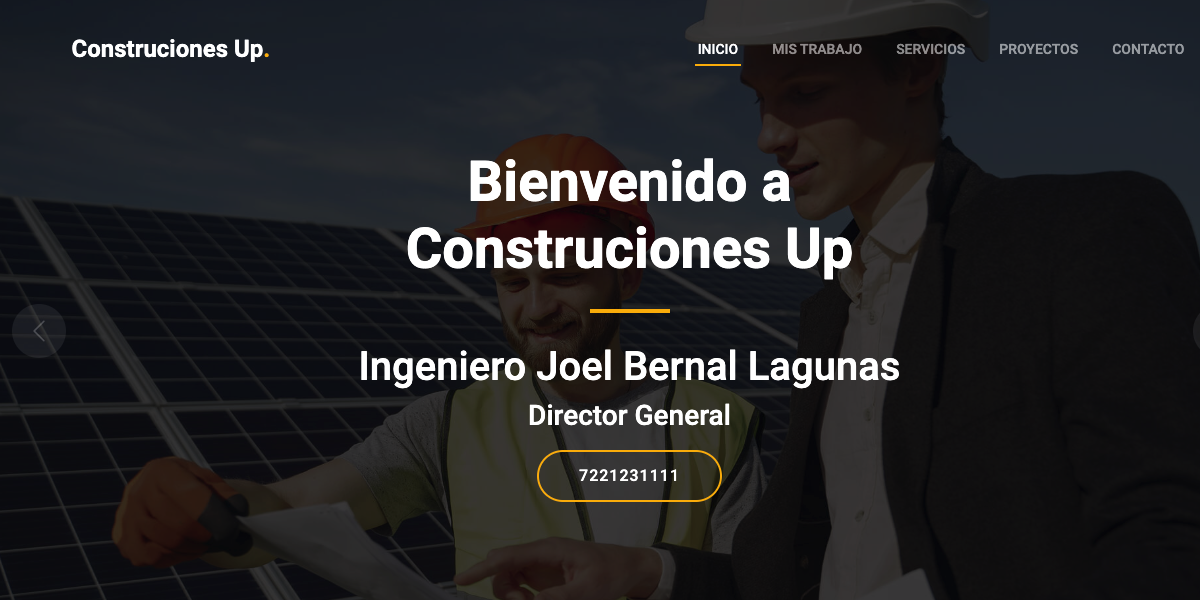 Construciones Up.
INICIO MIS TRABAJO SERVICIOS PROYECTOS CONTACTO
Bienvenido a
Construciones Up
Ingeniero Joel Bernal Lagunas
Director General
7221231111